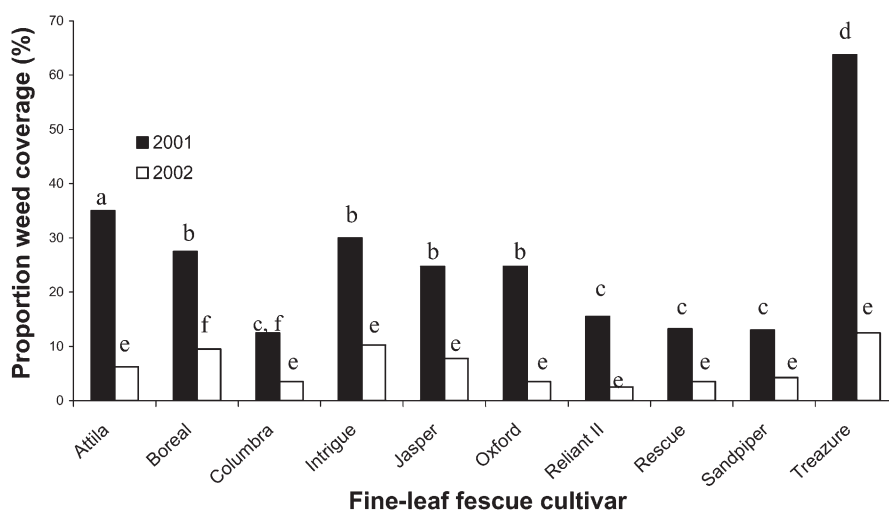 Proportion weed coverage (%)
70
60
50
40
30
20
10
0
2001
2002
a
e
b
f
c, f
e
b
e
b
e
b
e
c
e
c
e
c
e
d
e
Attila
Boreal
Columbra
Intrigue
Jasper
Oxford
Reliant II
Rescue
Sandpiper
Treazure
Fine-leaf fescue cultivar